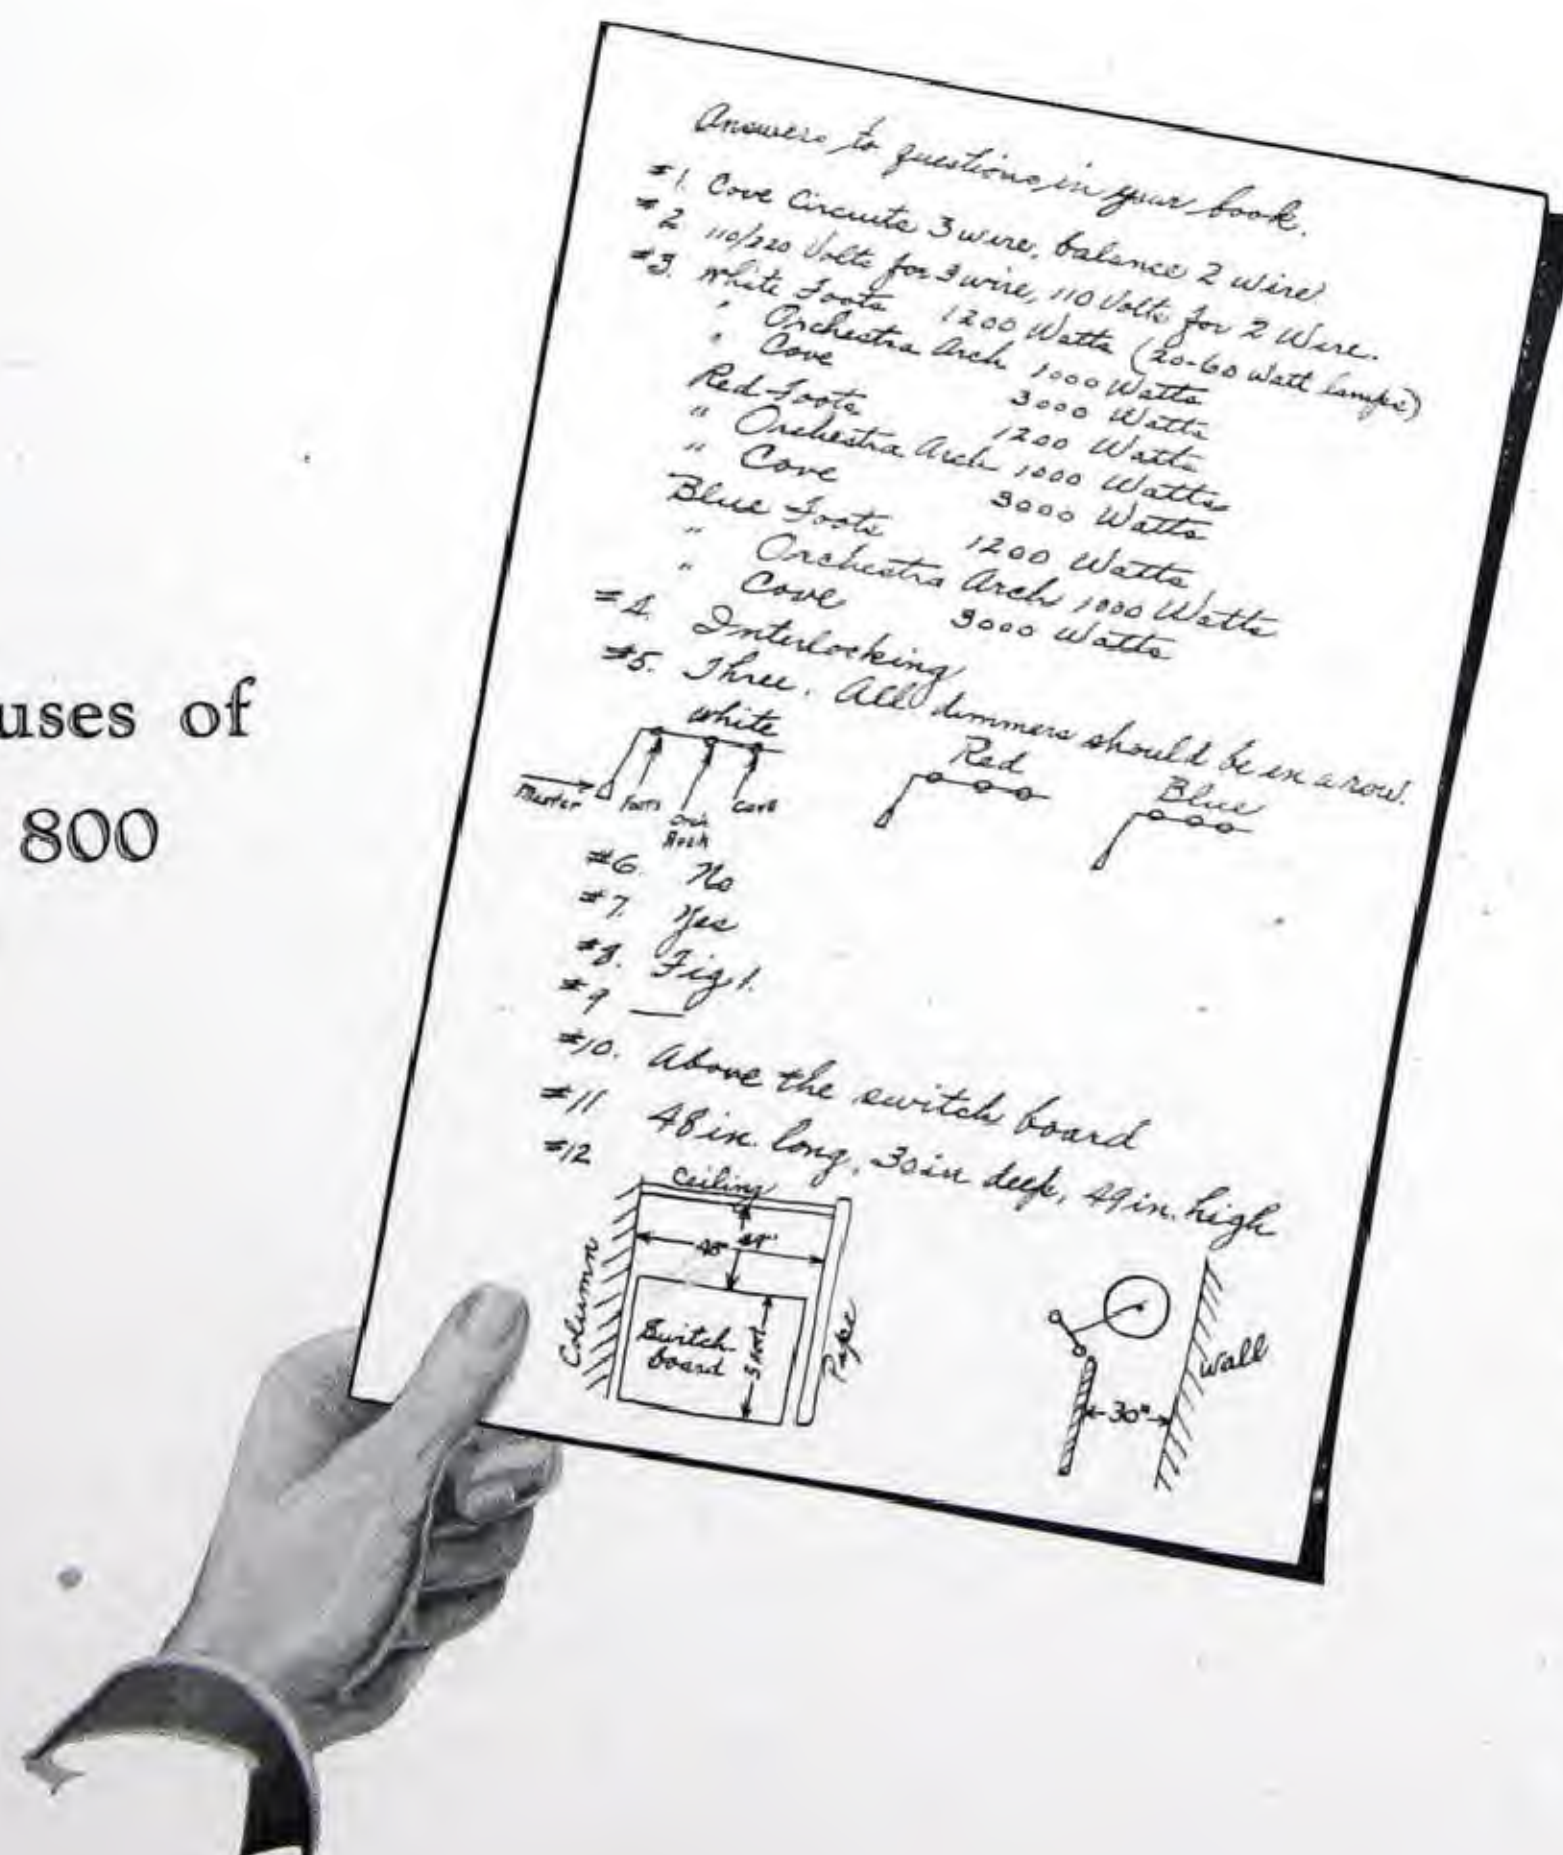 Answers to questions in your book.
#1. Cove Circuits 3 wire, balance 2 wire.
#2 110/220 Volts for 3 wire, 110 Volts for 2 Wire.
#3. White Foots 1200 Watts (20-60 Watt lamps)
" Orchestra Arch 1000 Watts
" Cove 3000 Watts
Red Foots 1200 Watts
" Orchestra Arch 1000 Watts
" Cove 3000 Watts
Blue Foots 1200 Watts
" Orchestra Arch 1000 Watts
" Cove 3000 Watts
#4. Interlocking
#5. Three. All dimmers should be in a row.
White
Red
Blue
Master
Foots
Orch
Arch
Cove
uses of
800
#6. No
#7. Yes
#8. Fig 1.
#9 —
#10. Above the switch board
#11 48 in. long, 30 in deep, 49 in. high
#12
Ceiling
Column
48" 49"
Switch
board
Pipe
30"
Wall